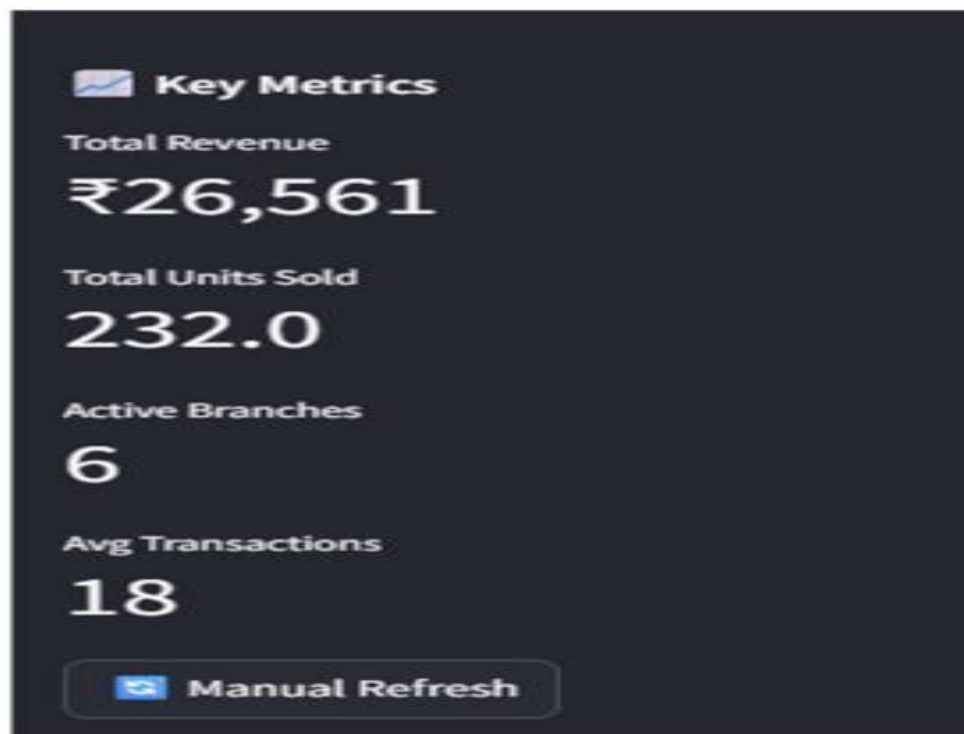 Key Metrics
Total Revenue
₹26,561
Total Units Sold
232.0
Active Branches
6
Avg Transactions
18
Manual Refresh